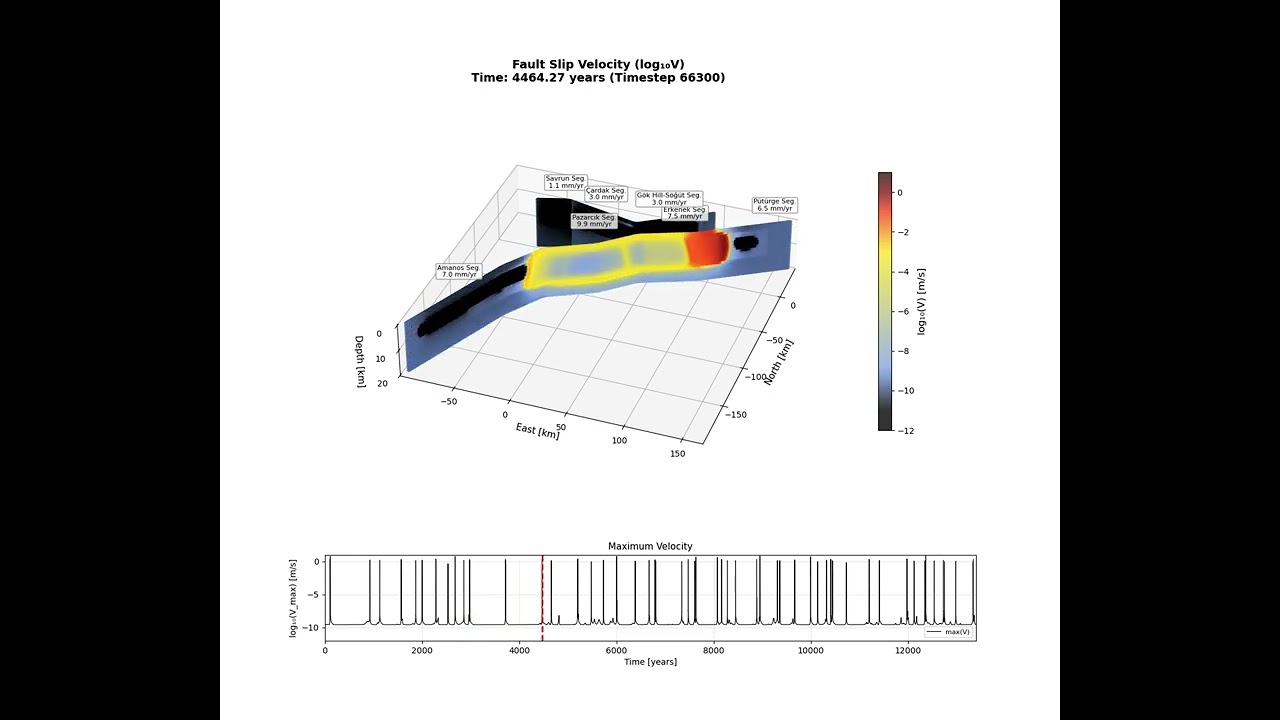 Fault Slip Velocity (log₁₀V)
Time: 4464.27 years (Timestep 66300)
Savrun Seg.
1.1 mm/yr
Çardak Seg.
3.0 mm/yr
Gök Hill-Söğüt Seg.
3.0 mm/yr
Erkenek Seg.
7.5 mm/yr
Pütürge Seg.
6.5 mm/yr
Pazarcık Seg.
9.9 mm/yr
Amanos Seg.
7.0 mm/yr
0
10
20
Depth [km]
−50
0
50
100
150
East [km]
0
−50
−100
−150
North [km]
0
−2
−4
−6
−8
−10
−12
log₁₀(V) [m/s]
Maximum Velocity
0
−5
−10
log₁₀(V_max) [m/s]
max(V)
0 2000 4000 6000 8000 10000 12000
Time [years]